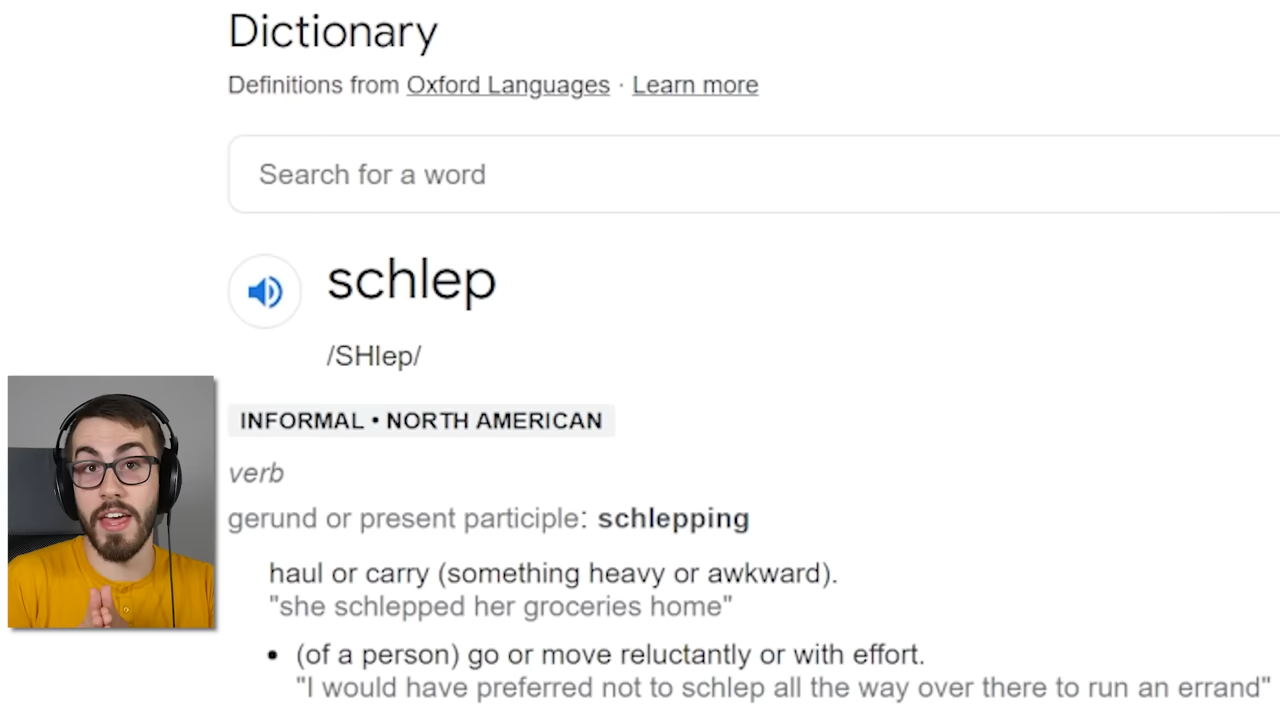 Dictionary
Definitions from Oxford Languages · Learn more
Search for a word
schlep
/SHlep/
INFORMAL • NORTH AMERICAN
verb
gerund or present participle: schlepping
haul or carry (something heavy or awkward).
"she schlepped her groceries home"
• (of a person) go or move reluctantly or with effort.
"I would have preferred not to schlep all the way over there to run an errand"